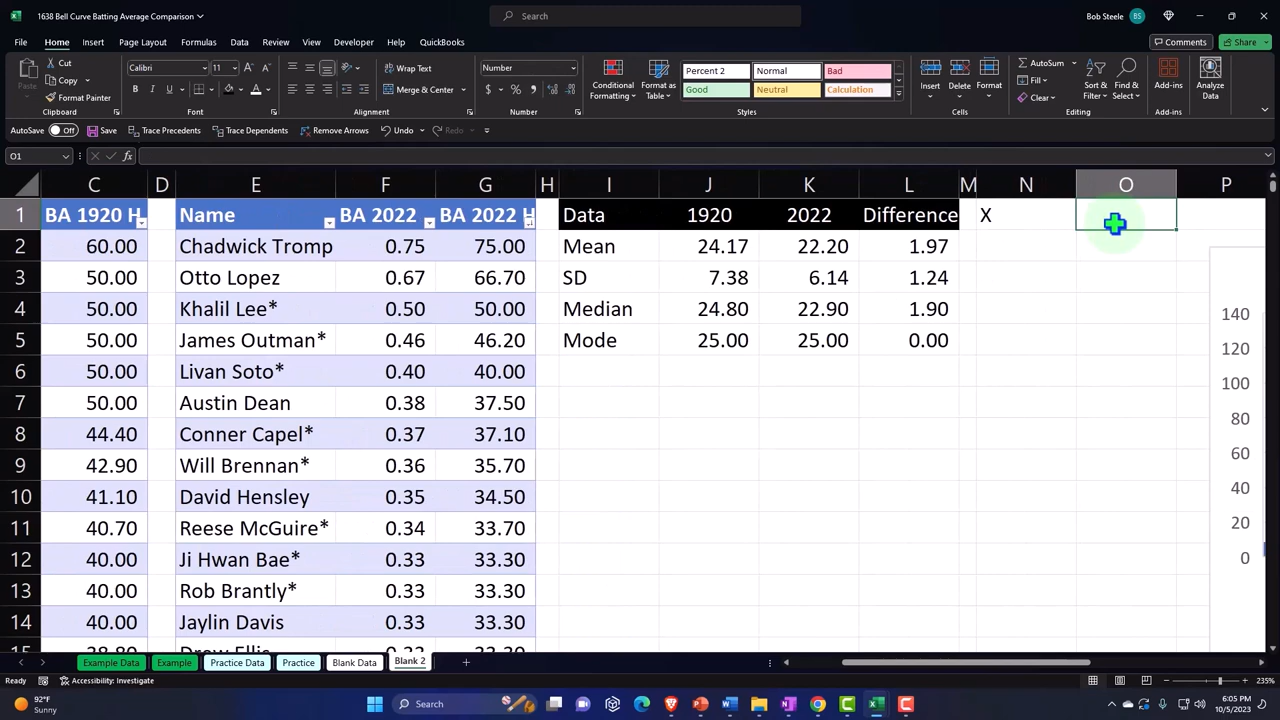 1638 Bell Curve Batting Average Comparison
Search
Bob Steele BS
File Home Insert Page Layout Formulas Data Review View Developer Help QuickBooks Comments Share
Paste Cut Copy Format Painter Clipboard
Calibri 11 B I U A Font
Wrap Text Merge & Center Alignment
Number $ % Number
Conditional Formatting Format as Table
Percent 2 Normal Bad
Good Neutral Calculation
Styles
Insert Delete Format Cells
AutoSum Fill Clear Sort & Filter Find & Select Editing
Add-ins Add-ins
Analyze Data
AutoSave Off Save Trace Precedents Trace Dependents Remove Arrows Undo Redo
O1 fx
C D E F G H I J K L M N O P
1 BA 1920 H Name BA 2022 BA 2022 H Data 1920 2022 Difference X
2 60.00 Chadwick Tromp 0.75 75.00 Mean 24.17 22.20 1.97
3 50.00 Otto Lopez 0.67 66.70 SD 7.38 6.14 1.24
4 50.00 Khalil Lee* 0.50 50.00 Median 24.80 22.90 1.90
5 50.00 James Outman* 0.46 46.20 Mode 25.00 25.00 0.00
6 50.00 Livan Soto* 0.40 40.00
7 50.00 Austin Dean 0.38 37.50
8 44.40 Conner Capel* 0.37 37.10
9 42.90 Will Brennan* 0.36 35.70
10 41.10 David Hensley 0.35 34.50
11 40.70 Reese McGuire* 0.34 33.70
12 40.00 Ji Hwan Bae* 0.33 33.30
13 40.00 Rob Brantly* 0.33 33.30
14 40.00 Jaylin Davis 0.33 33.30
140
120
100
80
60
40
20
0
Example Data Example Practice Data Practice Blank Data Blank 2
Ready Accessibility: Investigate 235%
92°F
Sunny
Search
6:05 PM
10/5/2023